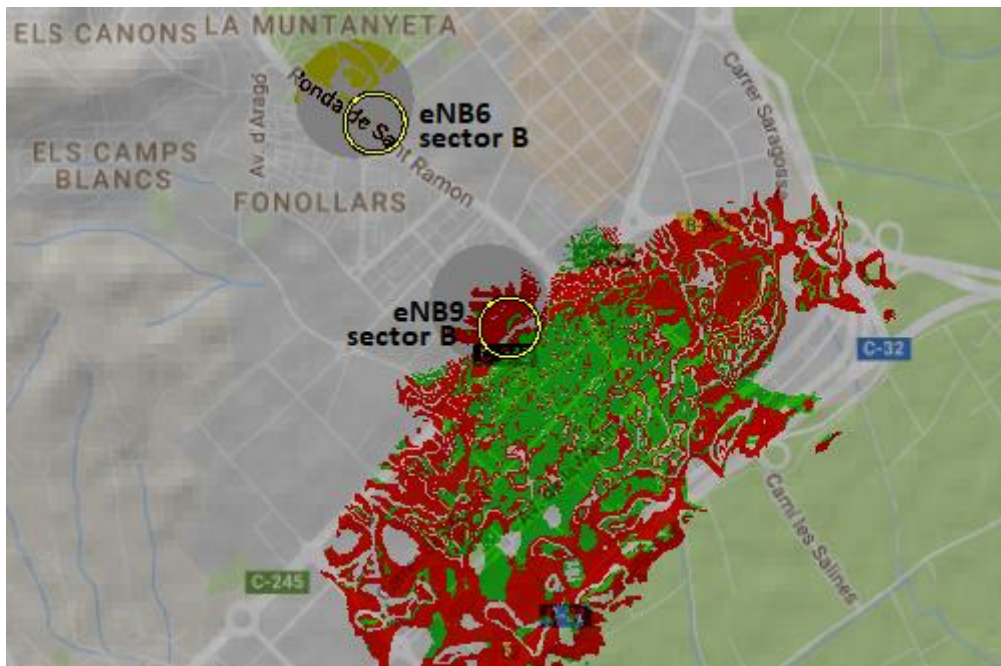 ELS CANONS
LA MUNTANYETA
Ronda de Sant Ramon
eNB6
sector B
Av. d'Aragó
ELS CAMPS
BLANCS
FONOLLARS
Carrer Saragossa
eNB9
sector B
C-32
Camí les Salines
C-245